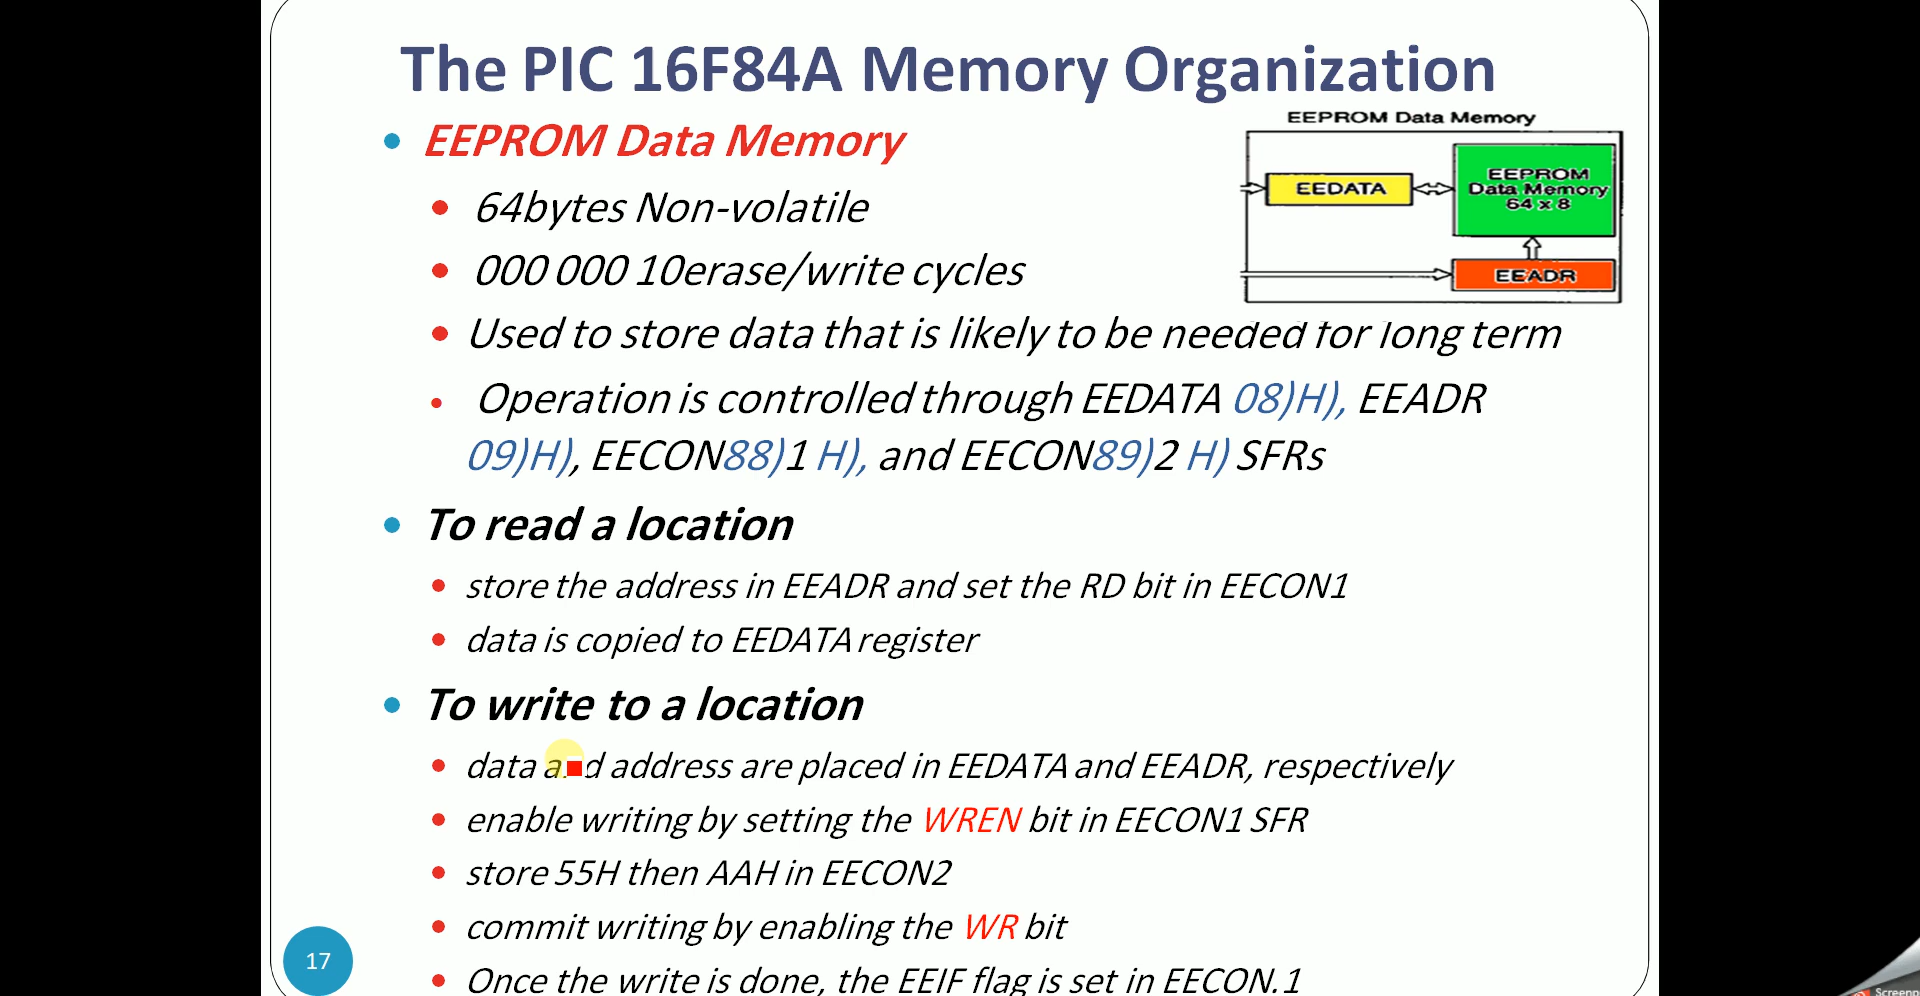 The PIC 16F84A Memory Organization
EEPROM Data Memory
EEPROM Data Memory
EEDATA
EEPROM
Data Memory
64 x 8
EEADR
64bytes Non-volatile
000 000 10erase/write cycles
Used to store data that is likely to be needed for long term
Operation is controlled through EEDATA 08)H), EEADR
09)H), EECON88)1 H), and EECON89)2 H) SFRs
To read a location
store the address in EEADR and set the RD bit in EECON1
data is copied to EEDATA register
To write to a location
data and address are placed in EEDATA and EEADR, respectively
enable writing by setting the WREN bit in EECON1 SFR
store 55H then AAH in EECON2
commit writing by enabling the WR bit
Once the write is done, the EEIF flag is set in EECON.1
17